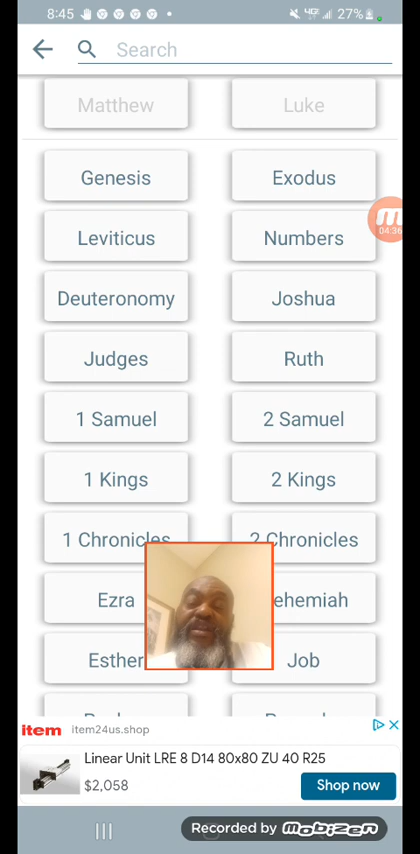 8:45 4G 27%
Search
Matthew Luke
Genesis Exodus
Leviticus Numbers
04:36
Deuteronomy Joshua
Judges Ruth
1 Samuel 2 Samuel
1 Kings 2 Kings
1 Chronicles 2 Chronicles
Ezra ehemiah
Esther Job
item item24us.shop
Linear Unit LRE 8 D14 80x80 ZU 40 R25
$2,058 Shop now
Recorded by mobizen